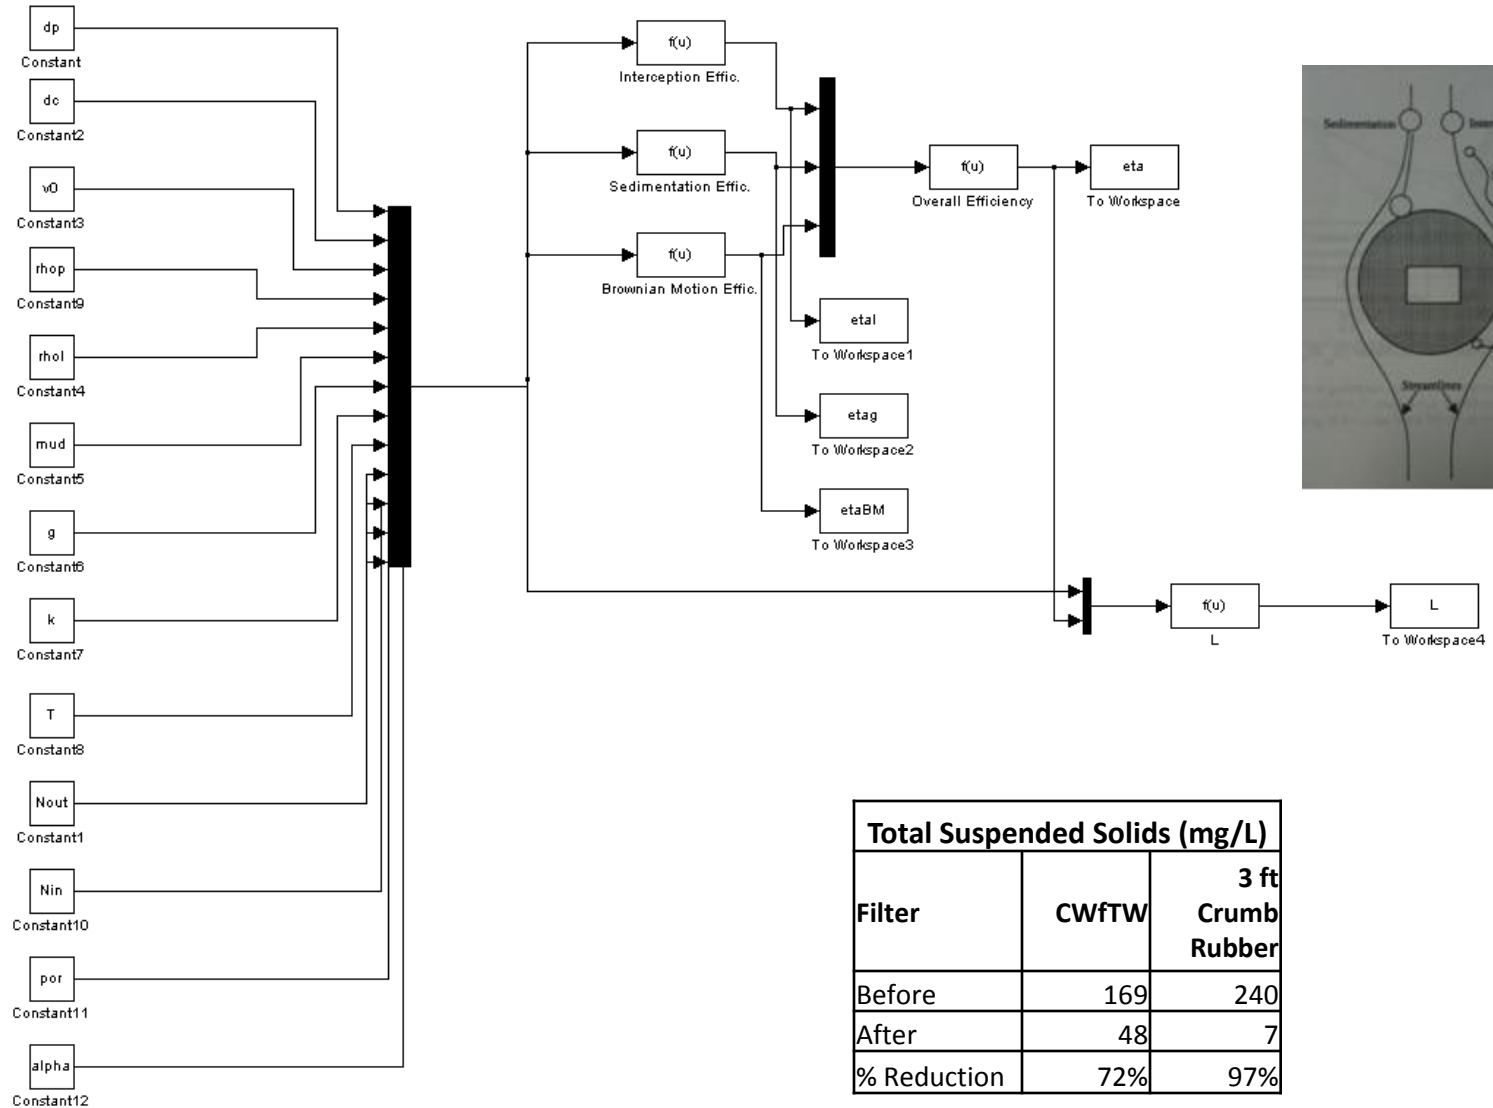 dp
Constant
dc
Constant2
v0
Constant3
rhop
Constant9
rhol
Constant4
mud
Constant5
g
Constant6
k
Constant7
T
Constant8
Nout
Constant1
Nin
Constant10
por
Constant11
alpha
Constant12
f(u)
Interception Effic.
f(u)
Sedimentation Effic.
f(u)
Brownian Motion Effic.
f(u)
Overall Efficiency
eta
To Workspace
etaI
To Workspace1
etag
To Workspace2
etaBM
To Workspace3
f(u)
L
L
To Workspace4
Sedimentation
Streamlines
Total Suspended Solids (mg/L)
Filter CWfTW 3 ft
Crumb
Rubber
Before 169 240
After 48 7
% Reduction 72% 97%